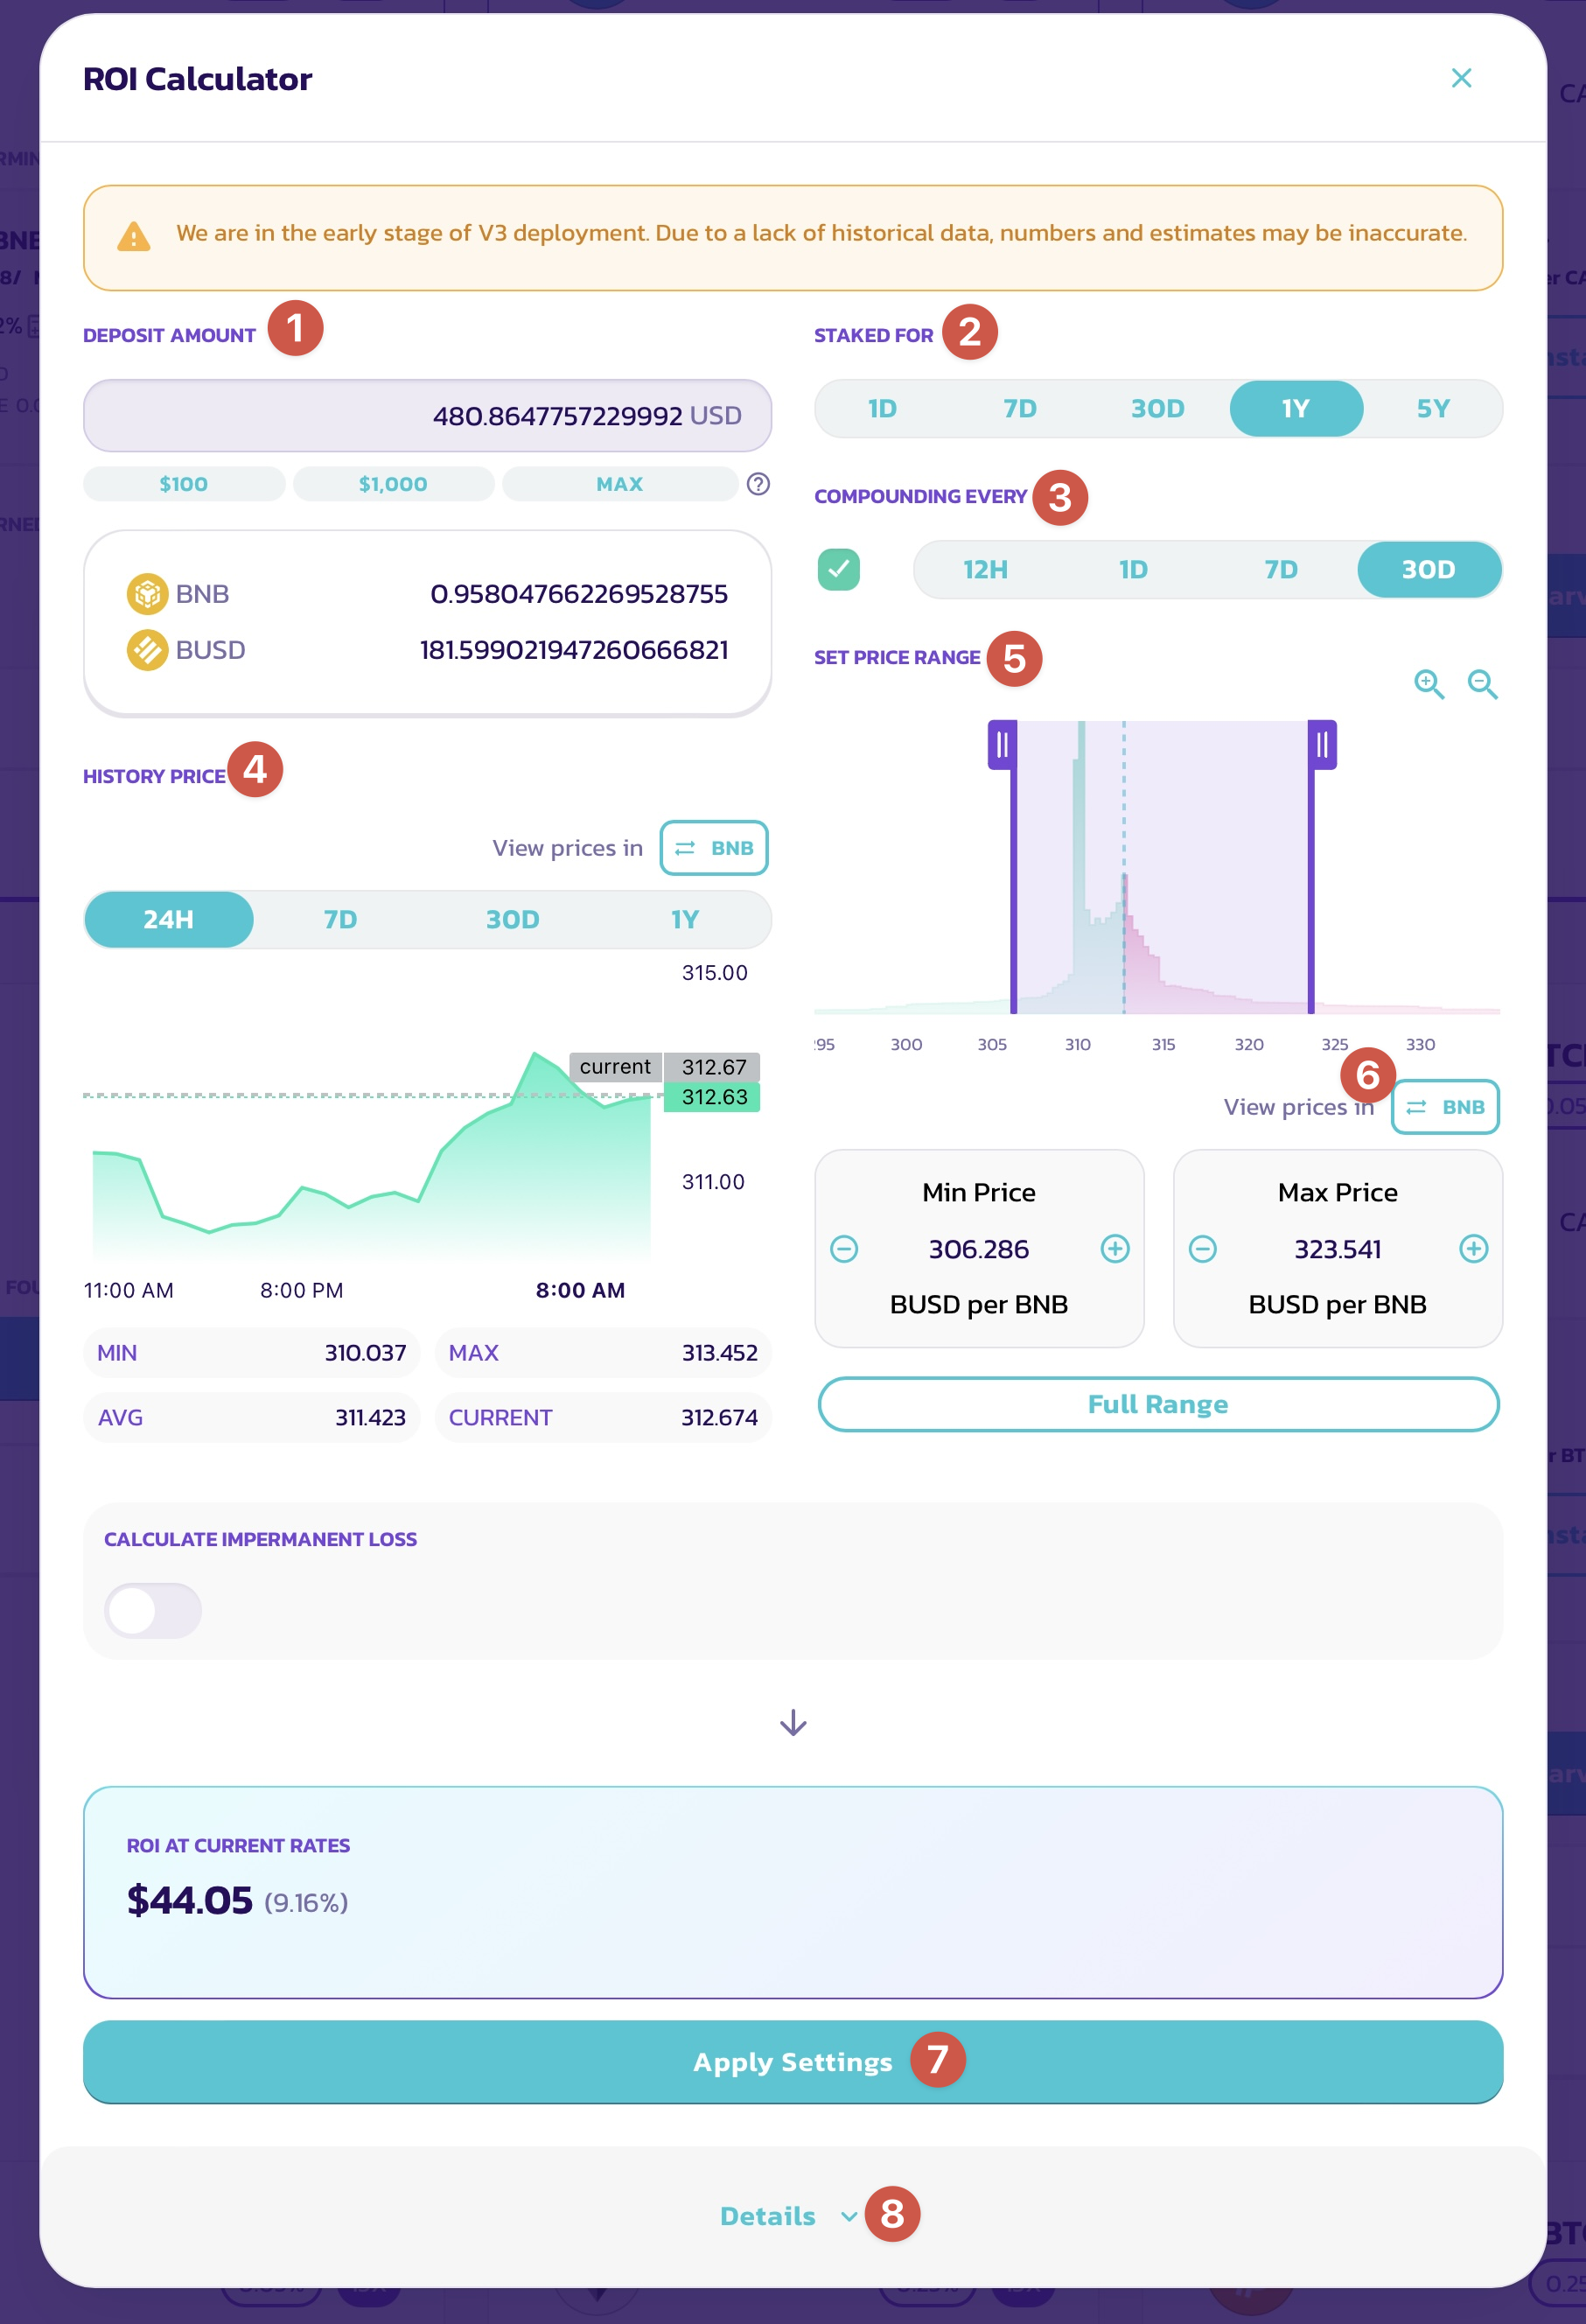 ROI Calculator
We are in the early stage of V3 deployment. Due to a lack of historical data, numbers and estimates may be inaccurate.
DEPOSIT AMOUNT 1
480.8647757229992 USD
$100 $1,000 MAX
BNB 0.958047662269528755
BUSD 181.599021947260666821
HISTORY PRICE 4
View prices in BNB
24H 7D 30D 1Y
315.00
current 312.67
312.63
311.00
11:00 AM 8:00 PM 8:00 AM
MIN 310.037 MAX 313.452
AVG 311.423 CURRENT 312.674
STAKED FOR 2
1D 7D 30D 1Y 5Y
COMPOUNDING EVERY 3
12H 1D 7D 30D
SET PRICE RANGE 5
300 305 310 315 320 325 330
6
View prices in BNB
Min Price Max Price
306.286 323.541
BUSD per BNB BUSD per BNB
Full Range
CALCULATE IMPERMANENT LOSS
ROI AT CURRENT RATES
$44.05 (9.16%)
Apply Settings 7
Details 8